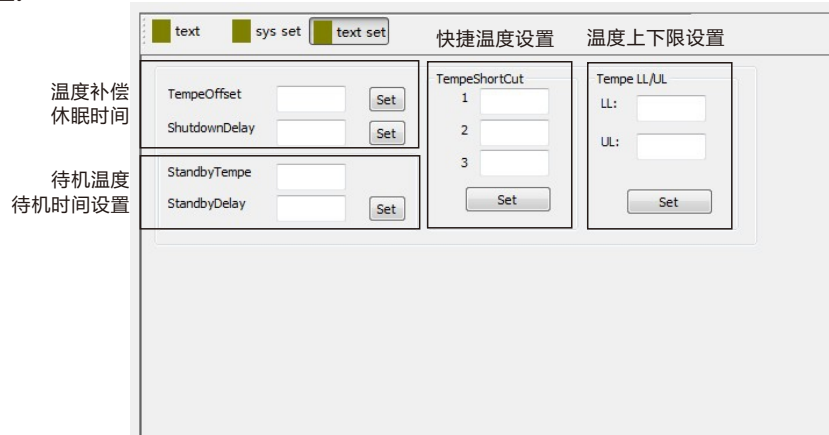 text
sys set
text set
快捷温度设置
温度上下限设置
温度补偿
休眠时间
TempeOffset
Set
ShutdownDelay
Set
待机温度
待机时间设置
StandbyTempe
StandbyDelay
Set
TempeShortCut
1
2
3
Set
Tempe LL/UL
LL:
UL:
Set